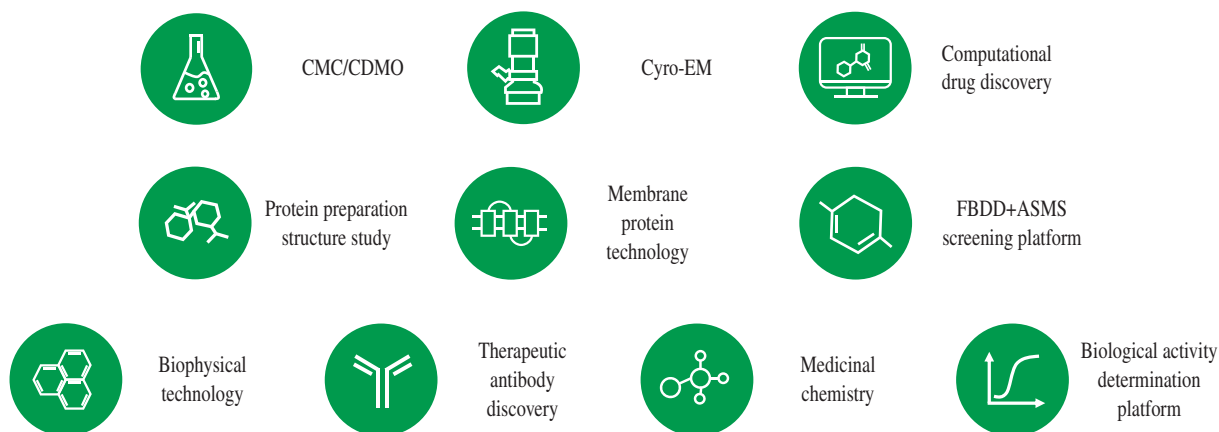 CMC/CDMO
Cyro-EM
Computational
drug discovery
Protein preparation
structure study
Membrane
protein
technology
FBDD+ASMS
screening platform
Biophysical
technology
Therapeutic
antibody
discovery
Medicinal
chemistry
Biological activity
determination
platform